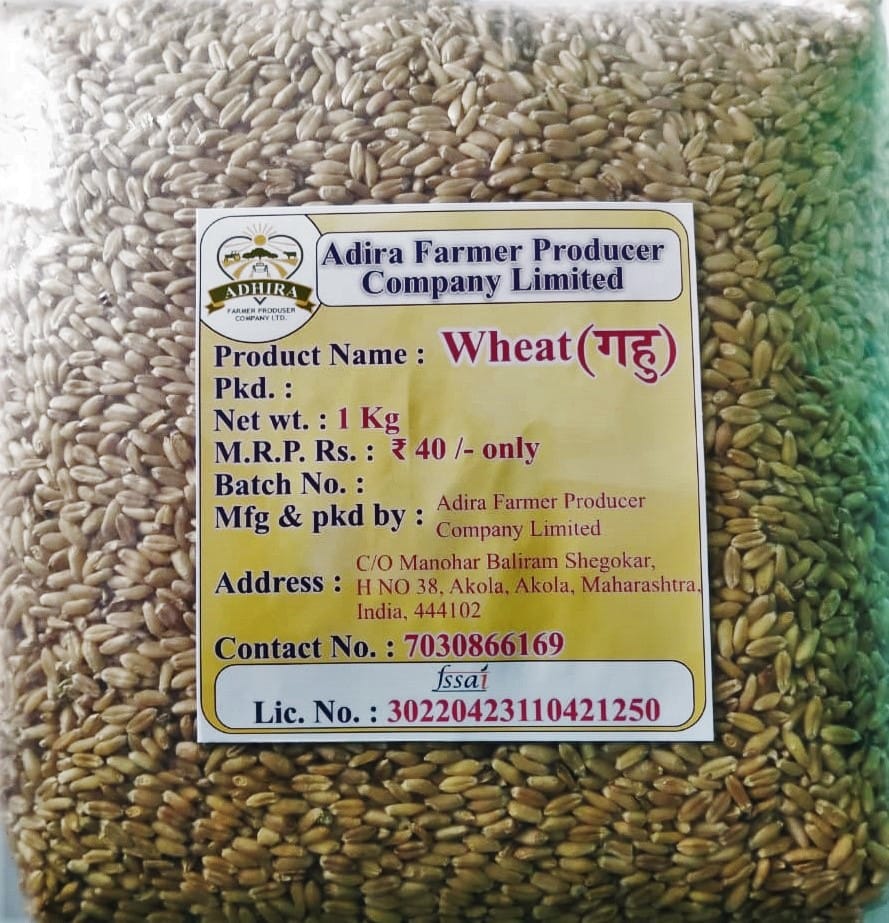 ADHIRA
FARMER PRODUSER
COMPANY LTD.
Adira Farmer Producer
Company Limited
Product Name : Wheat (गहु)
Pkd. :
Net wt. : 1 Kg
M.R.P. Rs. : ₹ 40 /- only
Batch No. :
Mfg & pkd by : Adira Farmer Producer
Company Limited
Address : C/O Manohar Baliram Shegokar,
H NO 38, Akola, Akola, Maharashtra,
India, 444102
Contact No. : 7030866169
fssai
Lic. No. : 30220423110421250